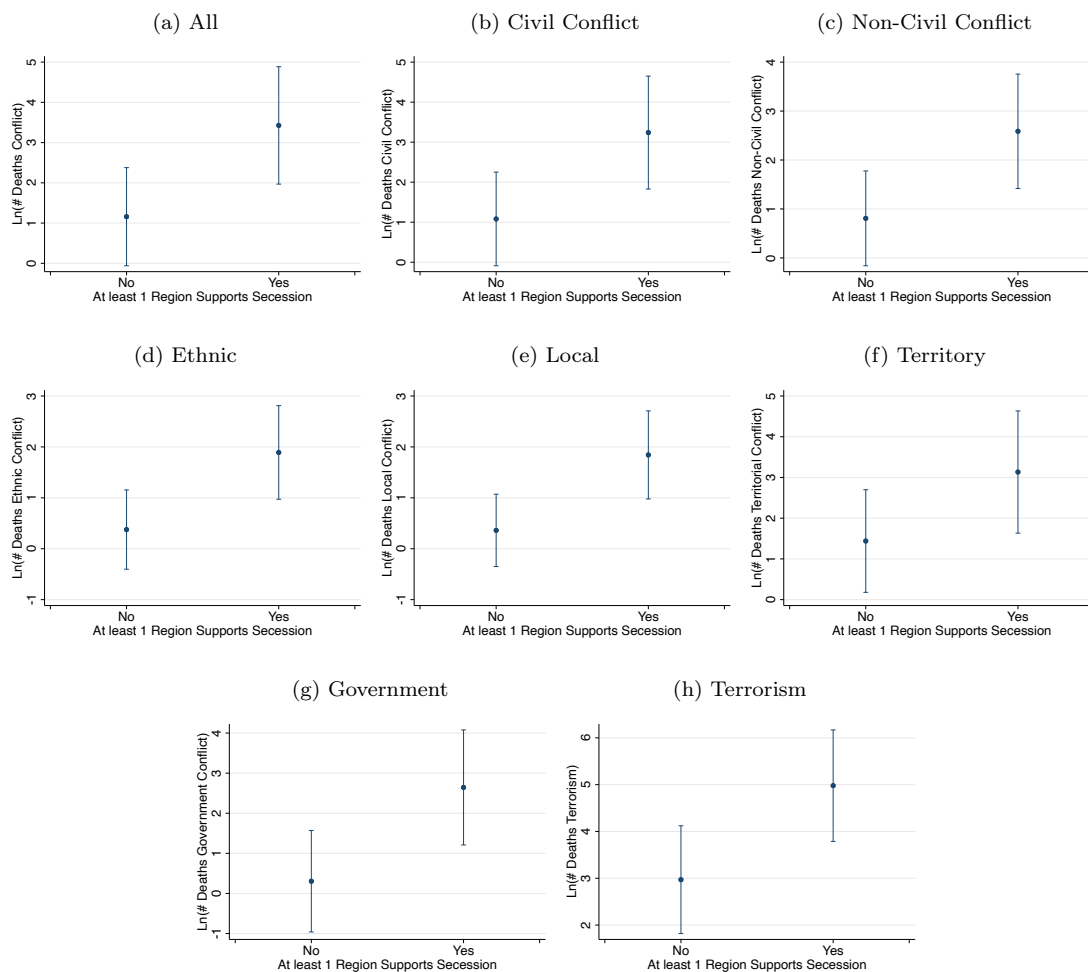 (a) All
(b) Civil Conflict
(c) Non-Civil Conflict
Ln(# Deaths Conflict)
5
4
3
2
1
0
No
Yes
At least 1 Region Supports Secession
Ln(# Deaths Civil Conflict)
5
4
3
2
1
0
No
Yes
At least 1 Region Supports Secession
Ln(# Deaths Non-Civil Conflict)
4
3
2
1
0
No
Yes
At least 1 Region Supports Secession
(d) Ethnic
(e) Local
(f) Territory
Ln(# Deaths Ethnic Conflict)
3
2
1
0
-1
No
Yes
At least 1 Region Supports Secession
Ln(# Deaths Local Conflict)
3
2
1
0
-1
No
Yes
At least 1 Region Supports Secession
Ln(# Deaths Territorial Conflict)
5
4
3
2
1
0
No
Yes
At least 1 Region Supports Secession
(g) Government
(h) Terrorism
Ln(# Deaths Government Conflict)
4
3
2
1
0
-1
No
Yes
At least 1 Region Supports Secession
Ln(# Deaths Terrorism)
6
5
4
3
2
No
Yes
At least 1 Region Supports Secession